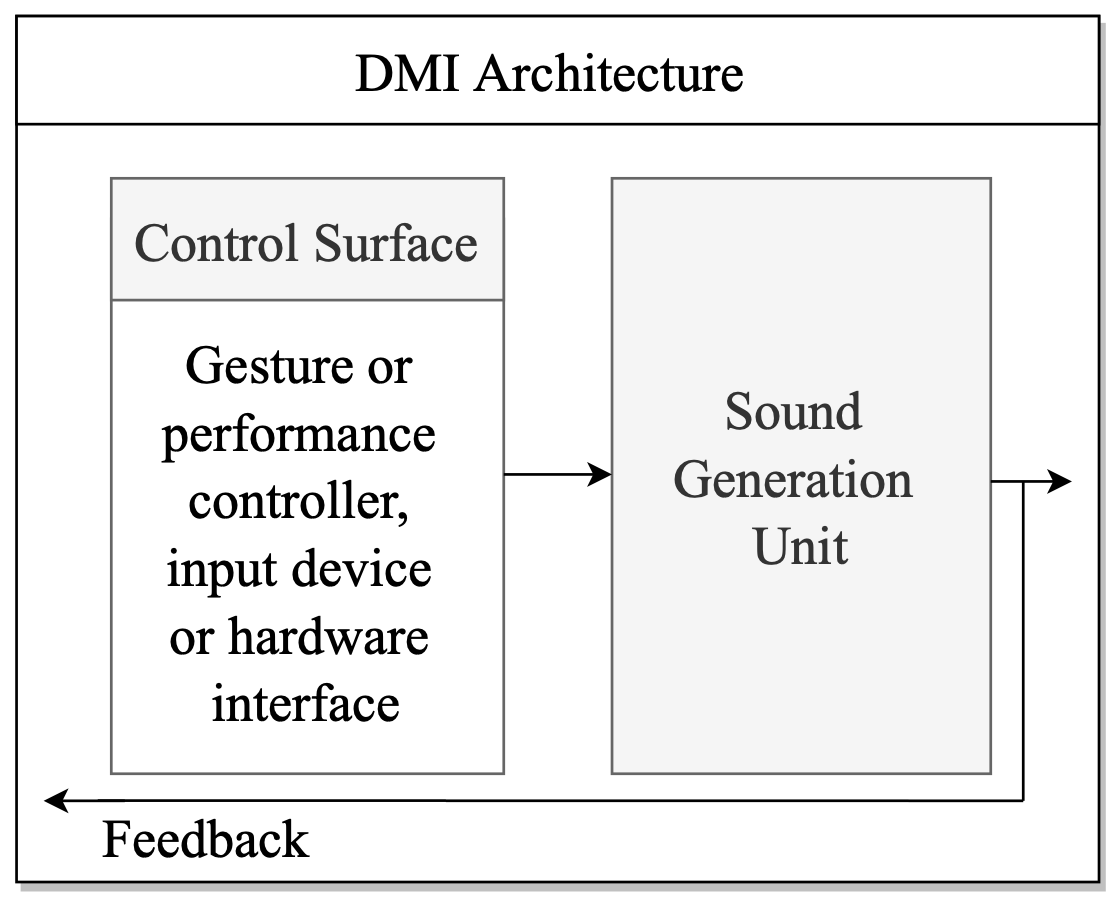 DMI Architecture
Control Surface
Gesture or
performance
controller,
input device
or hardware
interface
Sound
Generation
Unit
Feedback